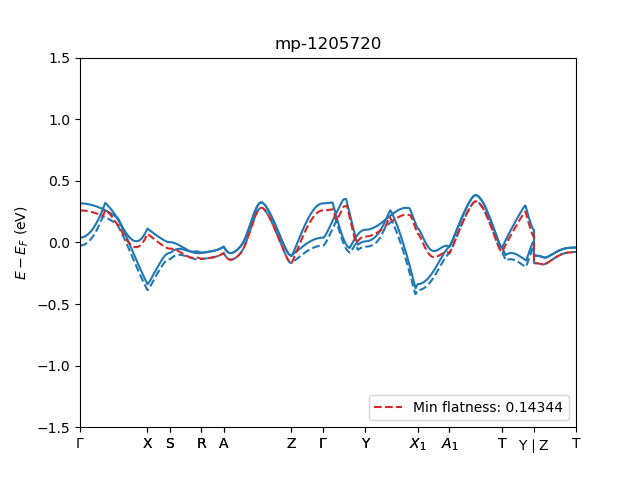 mp-1205720
E − E_F (eV)
1.5
1.0
0.5
0.0
−0.5
−1.0
−1.5
Min flatness: 0.14344
Γ X S R A Z Γ Y X₁ A₁ T Y | Z T